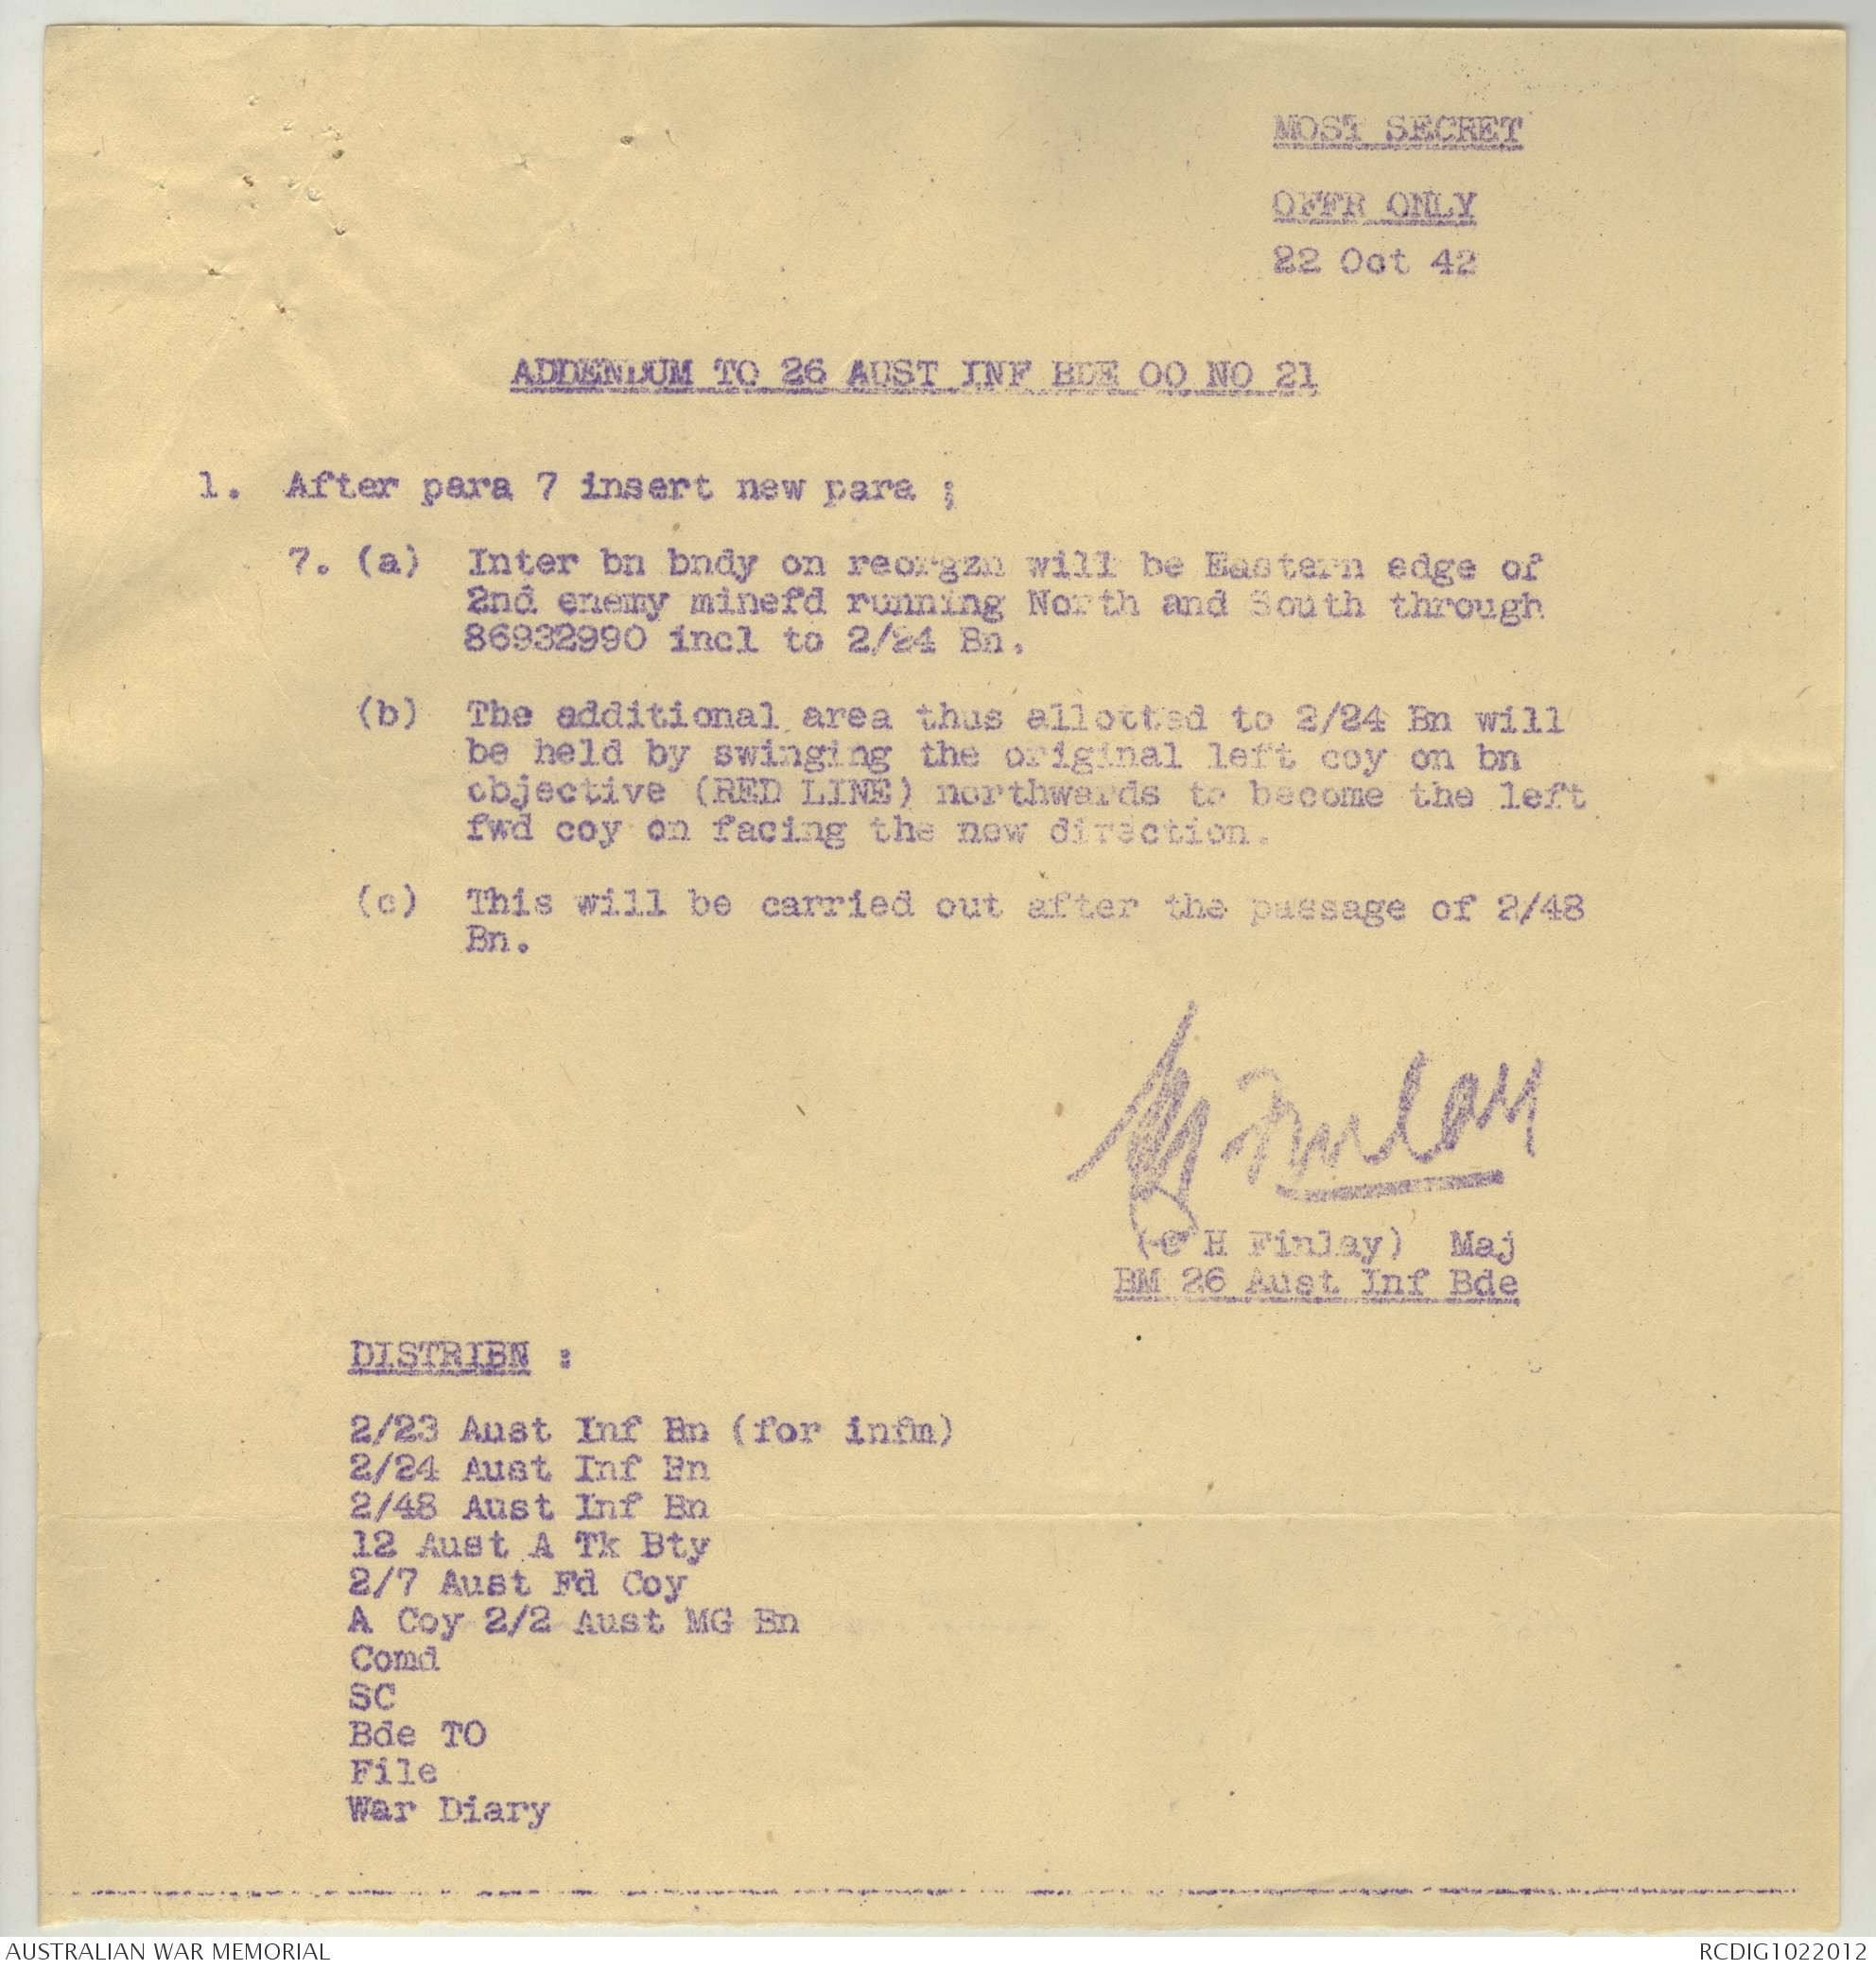 MOST SECRET
OFFR ONLY
22 Oct 42
ADDENDUM TO 26 AUST INF BDE OO NO 21
1. After para 7 insert new para ;
7. (a) Inter bn bndy on reorgzn will be Eastern edge of
2nd enemy minefd running North and South through
86932990 incl to 2/24 Bn.
(b) The additional area thus allotted to 2/24 Bn will
be held by swinging the original left coy on bn
objective (RED LINE) northwards to become the left
fwd coy on facing the new direction.
(c) This will be carried out after the passage of 2/48
Bn.
Finlay
(C H Finlay) Maj
BM 26 Aust Inf Bde
DISTRIBN :
2/23 Aust Inf Bn (for infm)
2/24 Aust Inf Bn
2/48 Aust Inf Bn
12 Aust A Tk Bty
2/7 Aust Fd Coy
A Coy 2/2 Aust MG Bn
Comd
SC
Bde TO
File
War Diary
AUSTRALIAN WAR MEMORIAL
RCDIG1022012